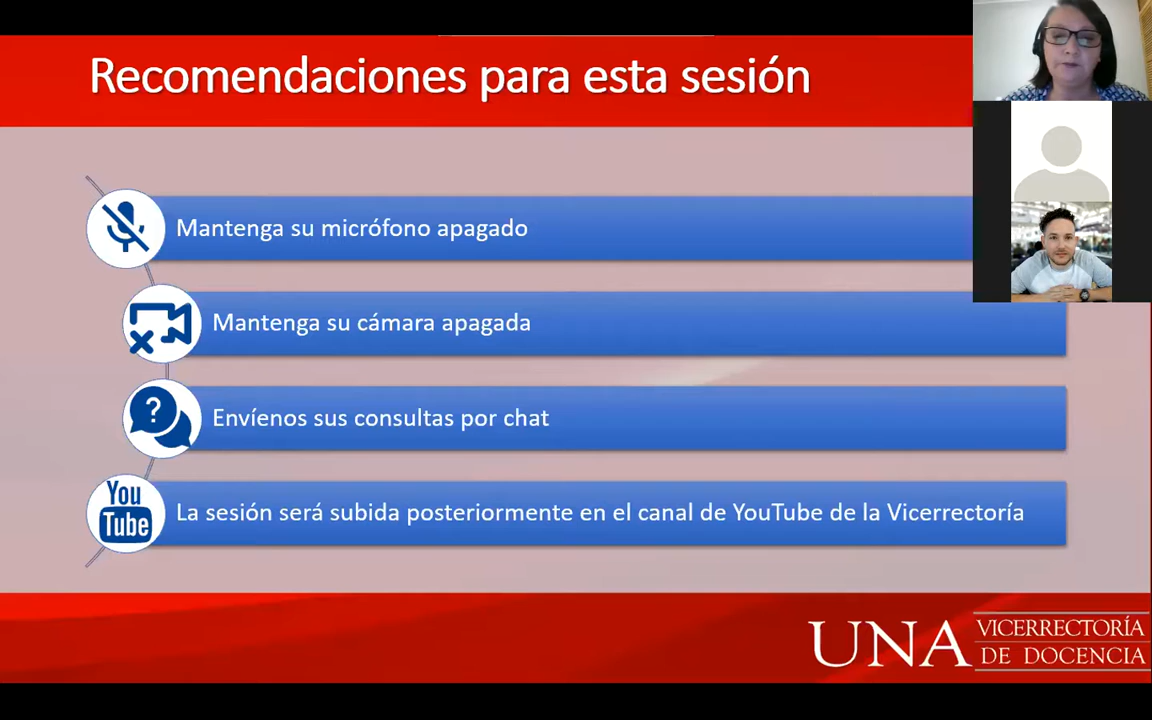 Recomendaciones para esta sesión
Mantenga su micrófono apagado
Mantenga su cámara apagada
?
Envíenos sus consultas por chat
You
Tube
La sesión será subida posteriormente en el canal de YouTube de la Vicerrectoría
UNA
VICERRECTORÍA
DE DOCENCIA